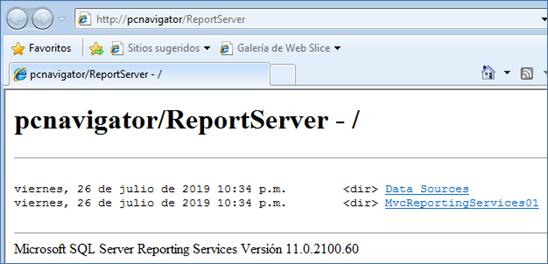 http://pcnavigator/ReportServer
Favoritos
Sitios sugeridos
Galería de Web Slice
pcnavigator/ReportServer - /
pcnavigator/ReportServer - /
viernes, 26 de julio de 2019 10:34 p.m. <dir> Data Sources
viernes, 26 de julio de 2019 10:34 p.m. <dir> MvcReportingServices01
Microsoft SQL Server Reporting Services Versión 11.0.2100.60